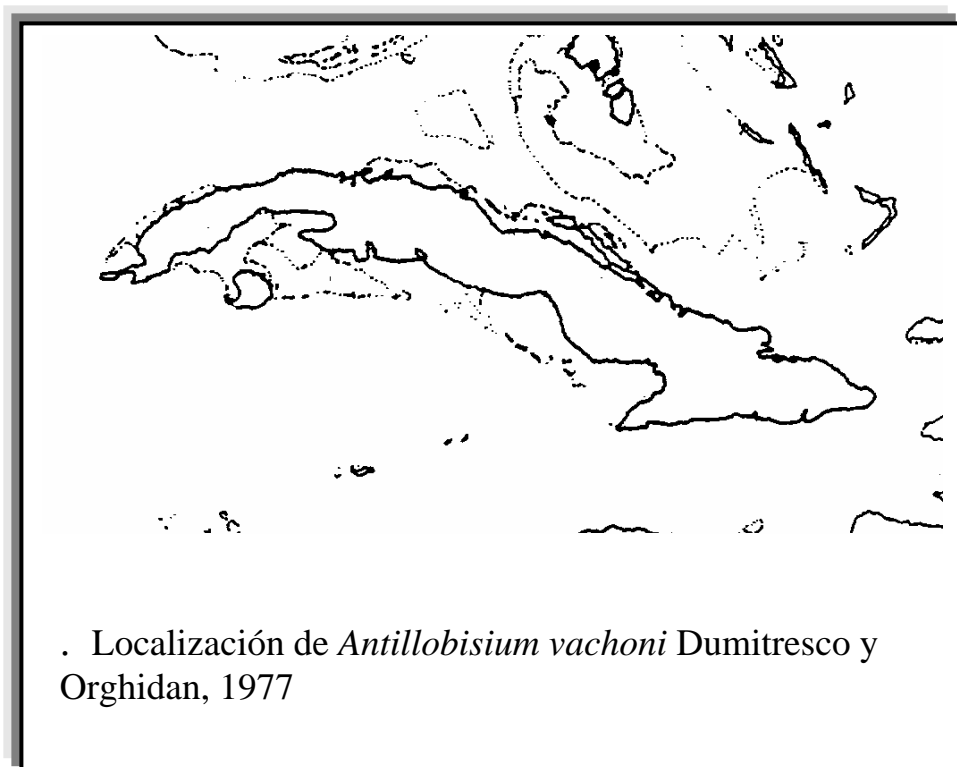 . Localización de Antillobisium vachoni Dumitresco y
Orghidan, 1977